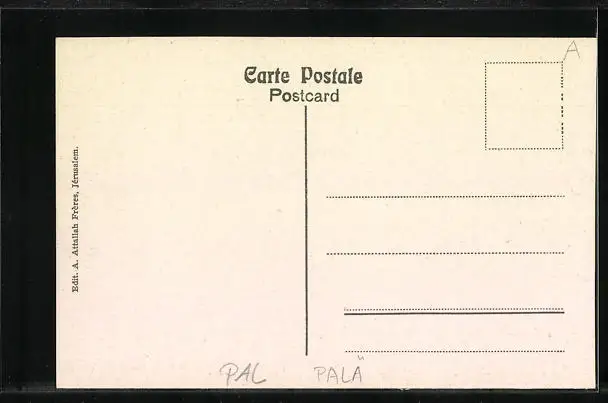 Carte Postale
Postcard
A
Edit. A. Attallah Frères, Jérusalem.
PAL
PALÄ